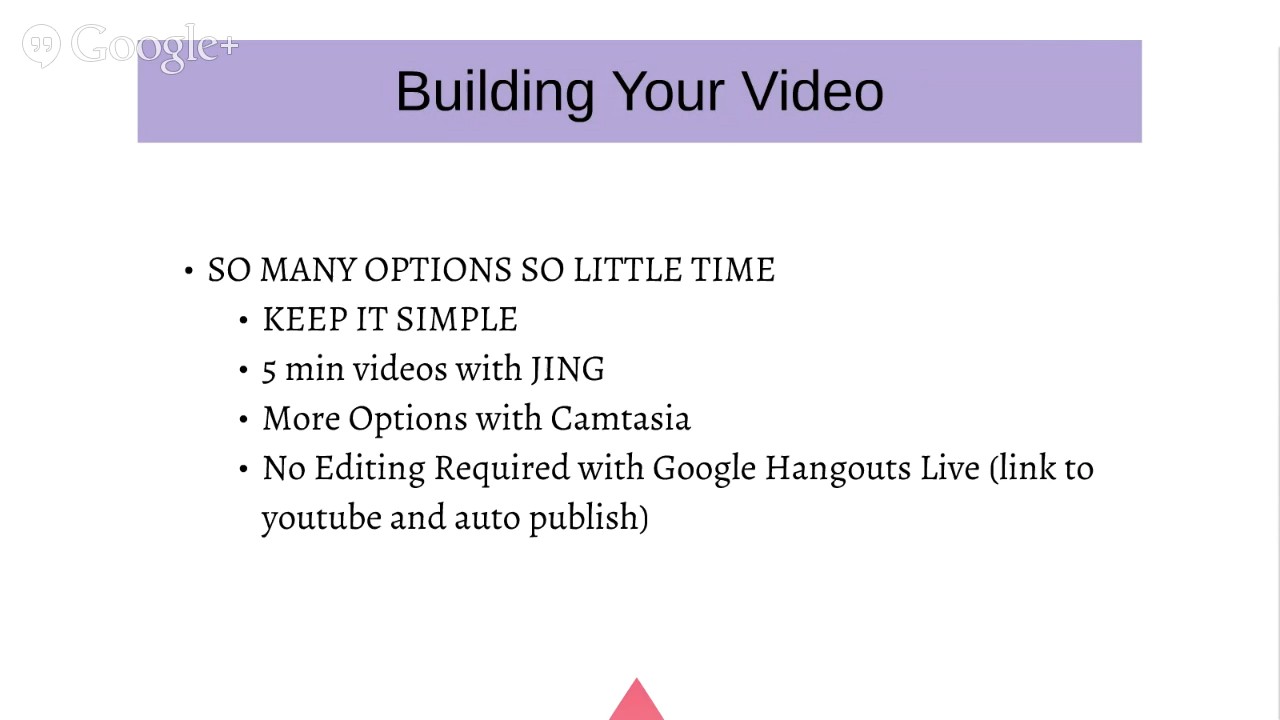 Google+
Building Your Video
• SO MANY OPTIONS SO LITTLE TIME
• KEEP IT SIMPLE
• 5 min videos with JING
• More Options with Camtasia
• No Editing Required with Google Hangouts Live (link to
youtube and auto publish)